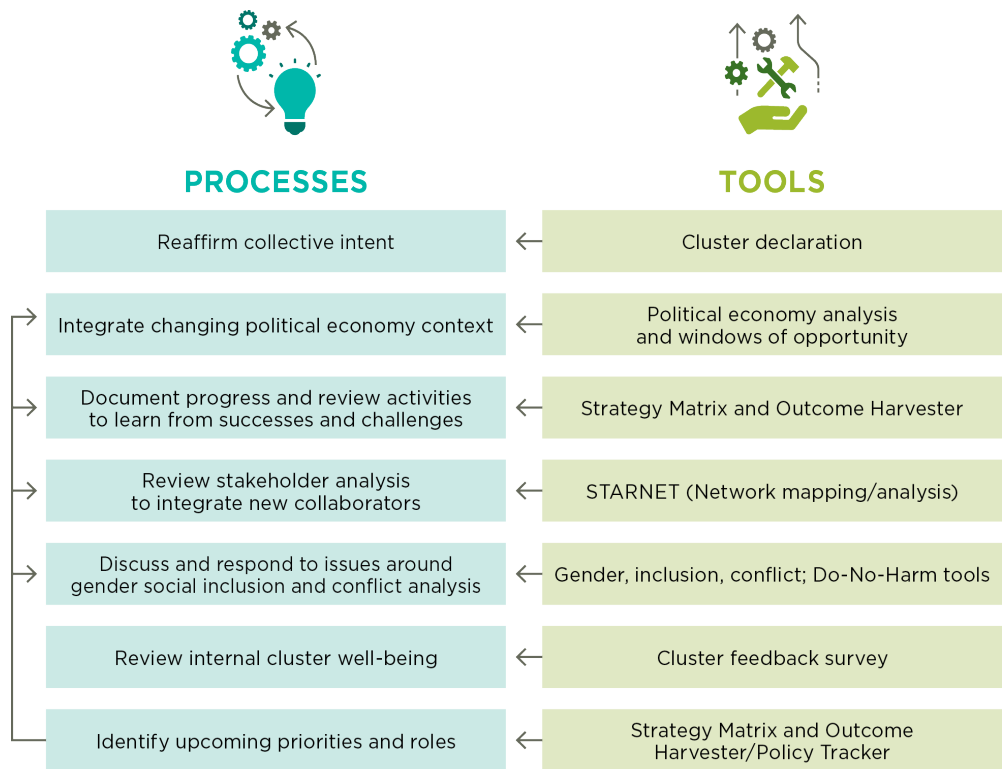 PROCESSES
TOOLS
Reaffirm collective intent
Cluster declaration
Integrate changing political economy context
Political economy analysis
and windows of opportunity
Document progress and review activities
to learn from successes and challenges
Strategy Matrix and Outcome Harvester
Review stakeholder analysis
to integrate new collaborators
STARNET (Network mapping/analysis)
Discuss and respond to issues around
gender social inclusion and conflict analysis
Gender, inclusion, conflict; Do-No-Harm tools
Review internal cluster well-being
Cluster feedback survey
Identify upcoming priorities and roles
Strategy Matrix and Outcome
Harvester/Policy Tracker